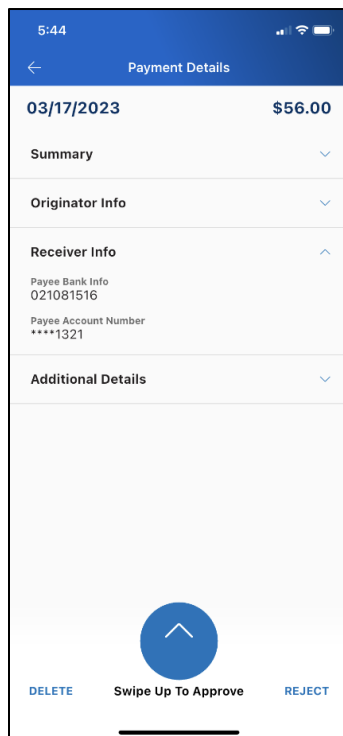 5:44
Payment Details
03/17/2023 $56.00
Summary
Originator Info
Receiver Info
Payee Bank Info
021081516
Payee Account Number
****1321
Additional Details
DELETE Swipe Up To Approve REJECT